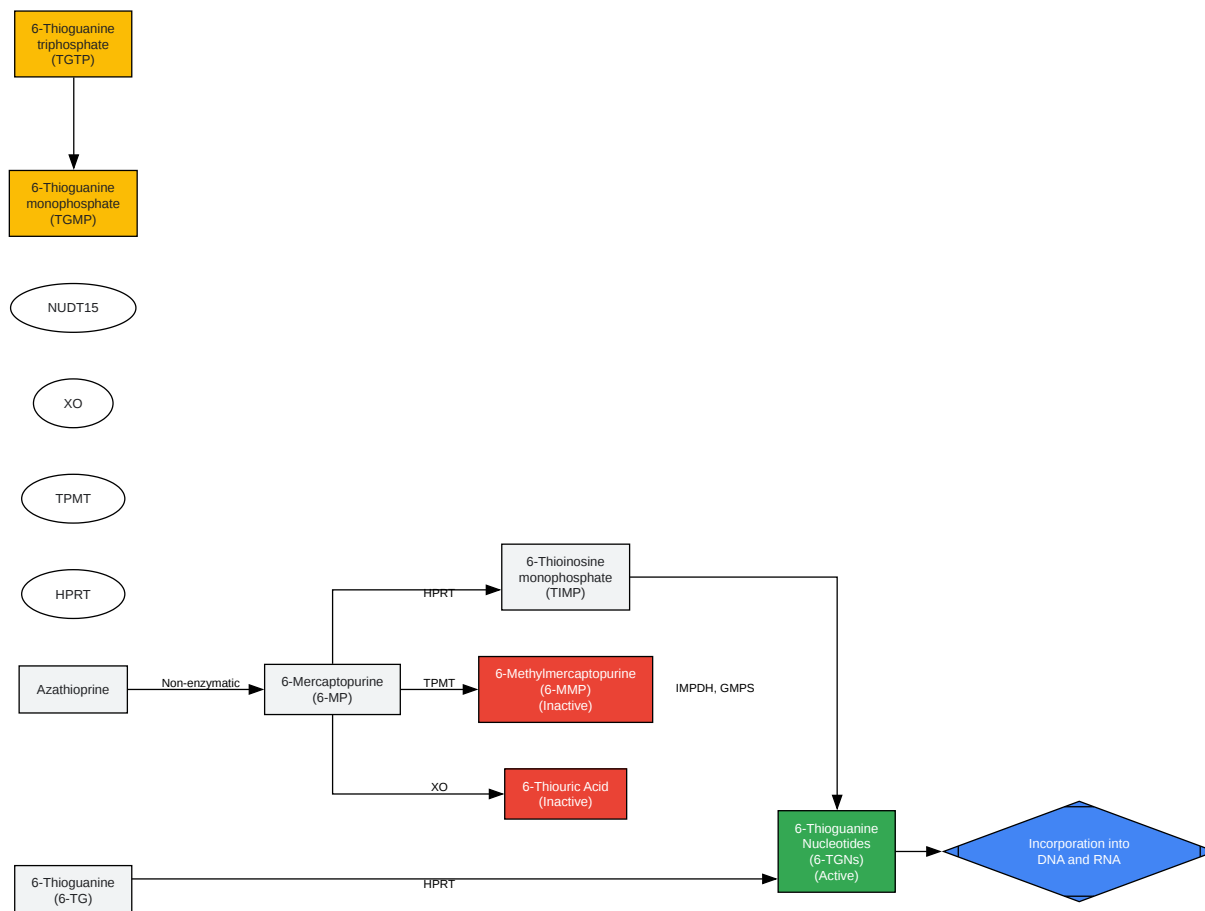 6-Thioguanine
triphosphate
(TGTP)
6-Thioguanine
monophosphate
(TGMP)
NUDT15
XO
TPMT
HPRT
6-Thioinosine
monophosphate
(TIMP)
HPRT
Azathioprine
Non-enzymatic
6-Mercaptopurine
(6-MP)
TPMT
6-Methylmercaptopurine
(6-MMP)
(Inactive)
IMPDH, GMPS
XO
6-Thiouric Acid
(Inactive)
6-Thioguanine
Nucleotides
(6-TGNs)
(Active)
Incorporation into
DNA and RNA
6-Thioguanine
(6-TG)
HPRT